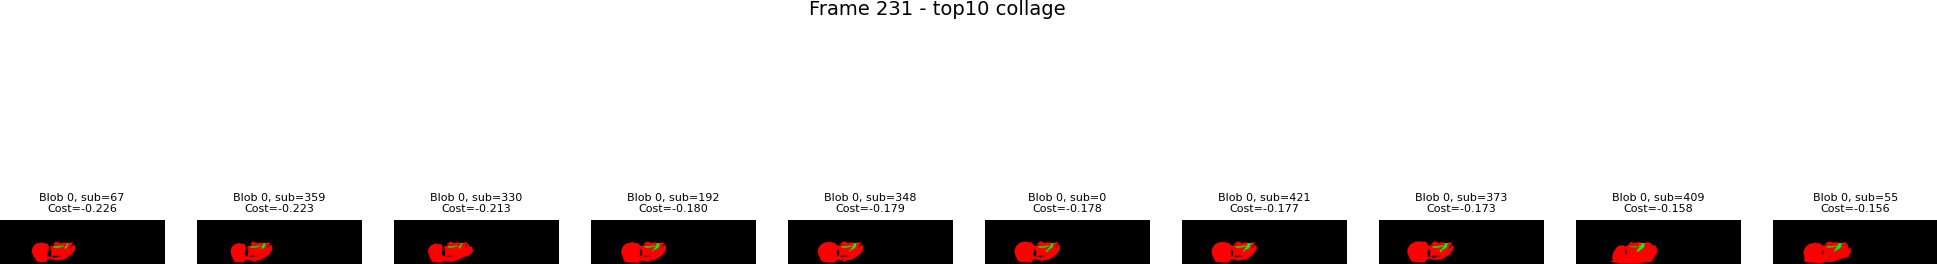 Frame 231 - top10 collage
Blob 0, sub=67
Cost=-0.226
Blob 0, sub=359
Cost=-0.223
Blob 0, sub=330
Cost=-0.213
Blob 0, sub=192
Cost=-0.180
Blob 0, sub=348
Cost=-0.179
Blob 0, sub=0
Cost=-0.178
Blob 0, sub=421
Cost=-0.177
Blob 0, sub=373
Cost=-0.173
Blob 0, sub=409
Cost=-0.158
Blob 0, sub=55
Cost=-0.156